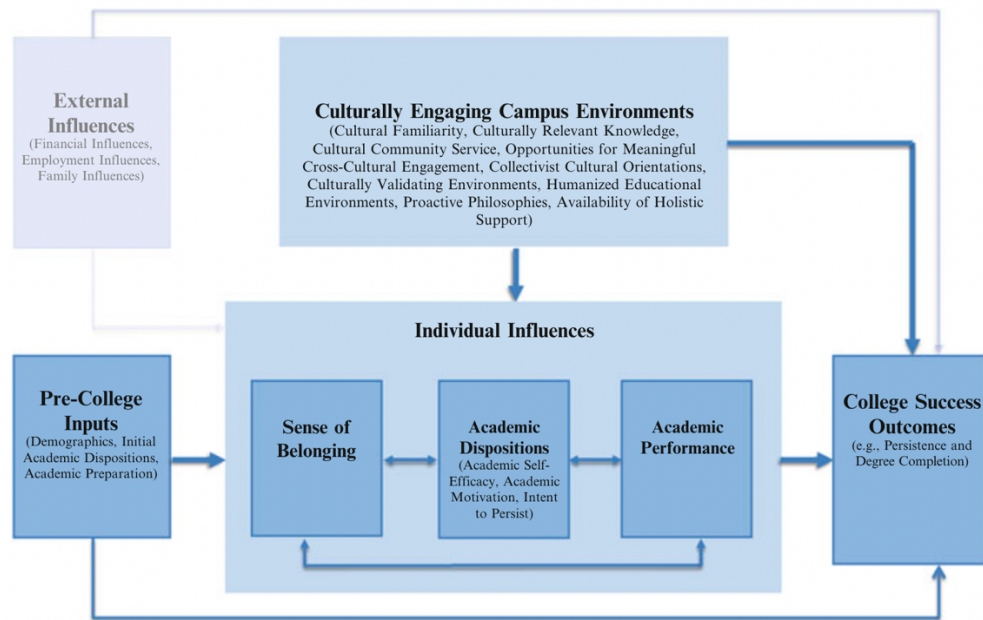 External
Influences
(Financial Influences,
Employment Influences,
Family Influences)
Culturally Engaging Campus Environments
(Cultural Familiarity, Culturally Relevant Knowledge,
Cultural Community Service, Opportunities for Meaningful
Cross-Cultural Engagement, Collectivist Cultural Orientations,
Culturally Validating Environments, Humanized Educational
Environments, Proactive Philosophies, Availability of Holistic
Support)
Individual Influences
Pre-College
Inputs
(Demographics, Initial
Academic Dispositions,
Academic Preparation)
Sense of
Belonging
Academic
Dispositions
(Academic Self-
Efficacy, Academic
Motivation, Intent
to Persist)
Academic
Performance
College Success
Outcomes
(e.g., Persistence and
Degree Completion)